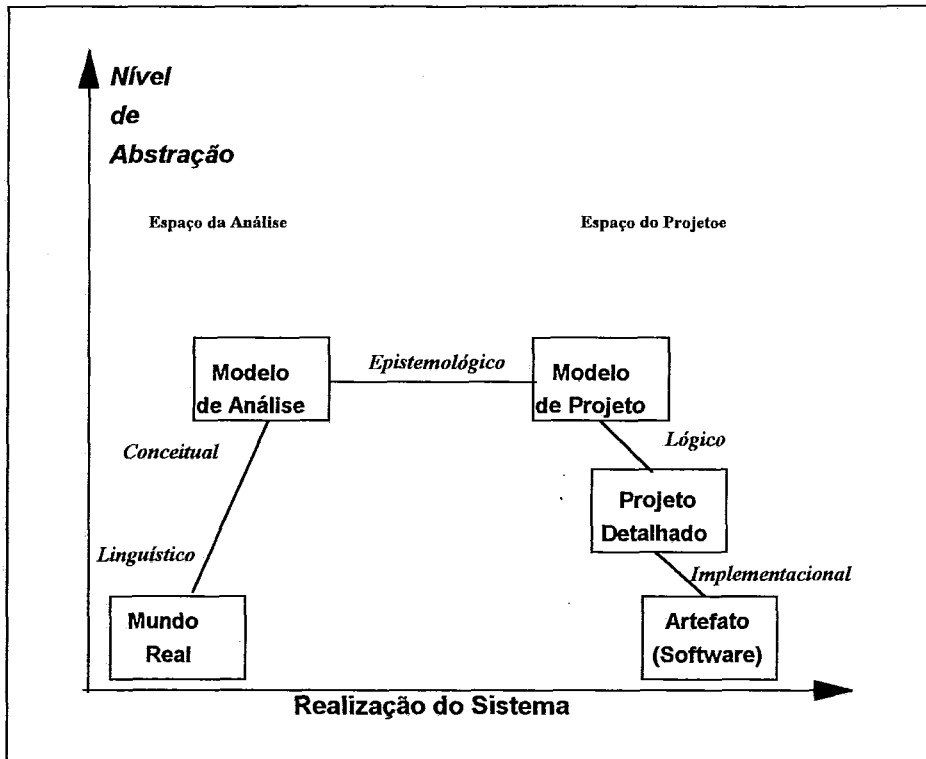 Nível
de
Abstração
Espaço da Análise
Espaço do Projetoe
Modelo
de Análise
Epistemológico
Modelo
de Projeto
Conceitual
Lógico
Projeto
Detalhado
Linguístico
Implementacional
Mundo
Real
Artefato
(Software)
Realização do Sistema